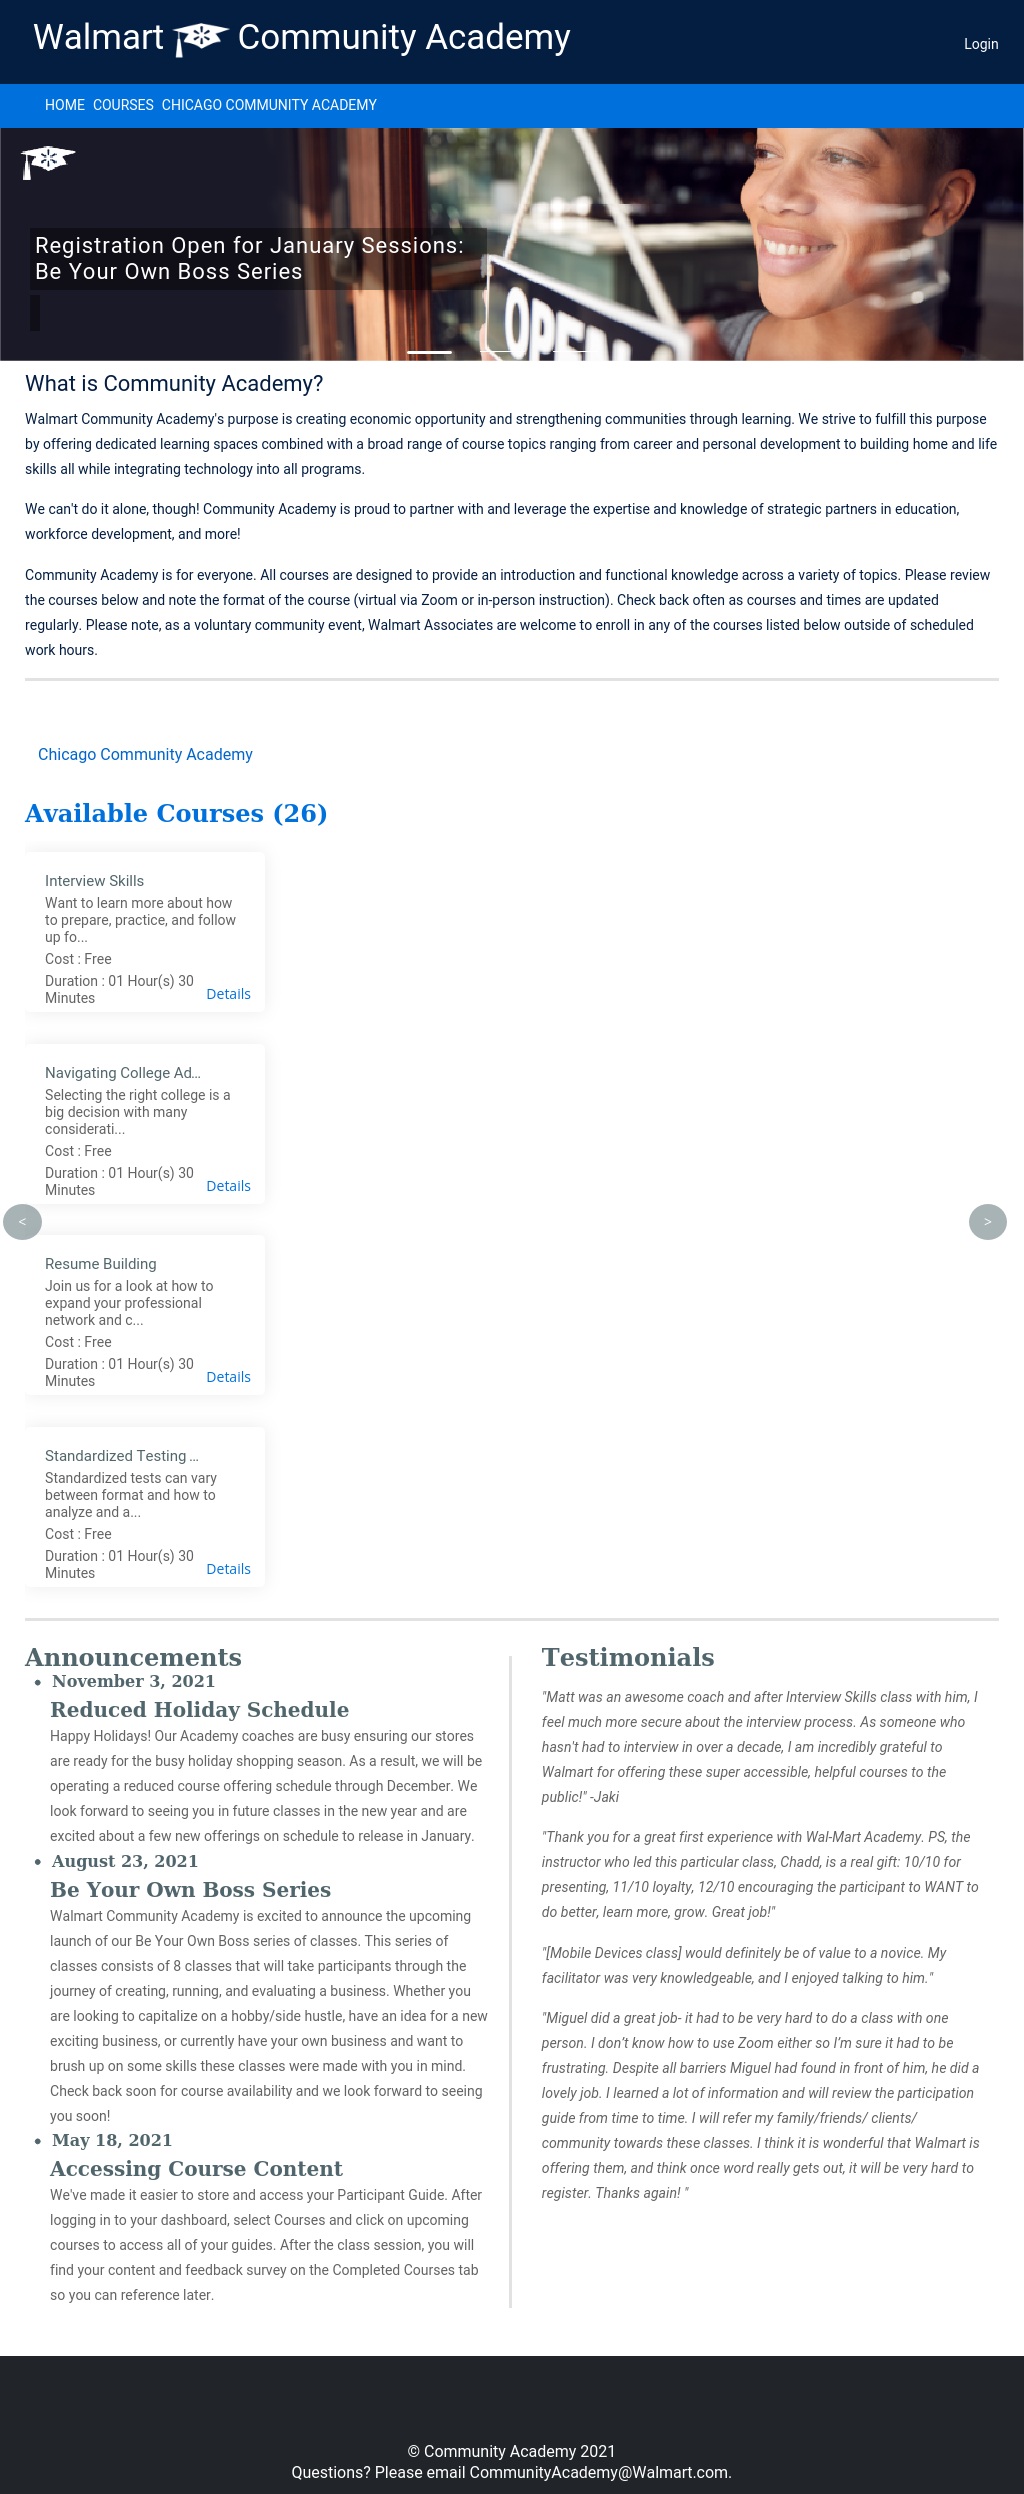 Walmart Community Academy
Login
HOME COURSES CHICAGO COMMUNITY ACADEMY
Registration Open for January Sessions:
Be Your Own Boss Series
OPEN
What is Community Academy?
Walmart Community Academy's purpose is creating economic opportunity and strengthening communities through learning. We strive to fulfill this purpose
by offering dedicated learning spaces combined with a broad range of course topics ranging from career and personal development to building home and life
skills all while integrating technology into all programs.
We can't do it alone, though! Community Academy is proud to partner with and leverage the expertise and knowledge of strategic partners in education,
workforce development, and more!
Community Academy is for everyone. All courses are designed to provide an introduction and functional knowledge across a variety of topics. Please review
the courses below and note the format of the course (virtual via Zoom or in-person instruction). Check back often as courses and times are updated
regularly. Please note, as a voluntary community event, Walmart Associates are welcome to enroll in any of the courses listed below outside of scheduled
work hours.
Chicago Community Academy
Available Courses (26)
Interview Skills
Want to learn more about how
to prepare, practice, and follow
up fo...
Cost : Free
Duration : 01 Hour(s) 30
Minutes
Details
Navigating College Ad...
Selecting the right college is a
big decision with many
considerati...
Cost : Free
Duration : 01 Hour(s) 30
Minutes
Details
<
>
Resume Building
Join us for a look at how to
expand your professional
network and c...
Cost : Free
Duration : 01 Hour(s) 30
Minutes
Details
Standardized Testing ...
Standardized tests can vary
between format and how to
analyze and a...
Cost : Free
Duration : 01 Hour(s) 30
Minutes
Details
Announcements
• November 3, 2021
Reduced Holiday Schedule
Happy Holidays! Our Academy coaches are busy ensuring our stores
are ready for the busy holiday shopping season. As a result, we will be
operating a reduced course offering schedule through December. We
look forward to seeing you in future classes in the new year and are
excited about a few new offerings on schedule to release in January.
• August 23, 2021
Be Your Own Boss Series
Walmart Community Academy is excited to announce the upcoming
launch of our Be Your Own Boss series of classes. This series of
classes consists of 8 classes that will take participants through the
journey of creating, running, and evaluating a business. Whether you
are looking to capitalize on a hobby/side hustle, have an idea for a new
exciting business, or currently have your own business and want to
brush up on some skills these classes were made with you in mind.
Check back soon for course availability and we look forward to seeing
you soon!
• May 18, 2021
Accessing Course Content
We've made it easier to store and access your Participant Guide. After
logging in to your dashboard, select Courses and click on upcoming
courses to access all of your guides. After the class session, you will
find your content and feedback survey on the Completed Courses tab
so you can reference later.
Testimonials
"Matt was an awesome coach and after Interview Skills class with him, I
feel much more secure about the interview process. As someone who
hasn't had to interview in over a decade, I am incredibly grateful to
Walmart for offering these super accessible, helpful courses to the
public!" -Jaki
"Thank you for a great first experience with Wal-Mart Academy. PS, the
instructor who led this particular class, Chadd, is a real gift: 10/10 for
presenting, 11/10 loyalty, 12/10 encouraging the participant to WANT to
do better, learn more, grow. Great job!"
"[Mobile Devices class] would definitely be of value to a novice. My
facilitator was very knowledgeable, and I enjoyed talking to him."
"Miguel did a great job- it had to be very hard to do a class with one
person. I don’t know how to use Zoom either so I’m sure it had to be
frustrating. Despite all barriers Miguel had found in front of him, he did a
lovely job. I learned a lot of information and will review the participation
guide from time to time. I will refer my family/friends/ clients/
community towards these classes. I think it is wonderful that Walmart is
offering them, and think once word really gets out, it will be very hard to
register. Thanks again! "
© Community Academy 2021
Questions? Please email CommunityAcademy@Walmart.com.